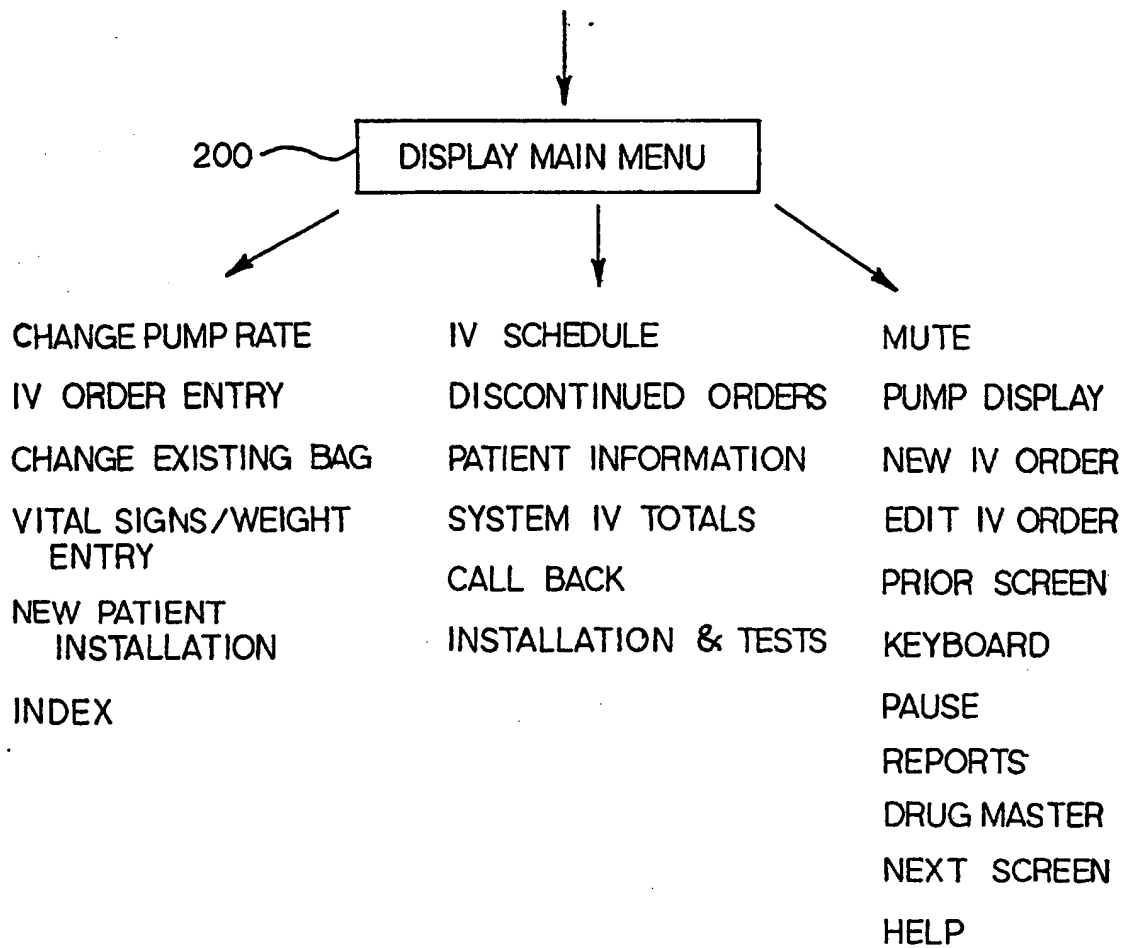 200
DISPLAY MAIN MENU
CHANGE PUMP RATE
IV ORDER ENTRY
CHANGE EXISTING BAG
VITAL SIGNS/WEIGHT
ENTRY
NEW PATIENT
INSTALLATION
INDEX
IV SCHEDULE
DISCONTINUED ORDERS
PATIENT INFORMATION
SYSTEM IV TOTALS
CALL BACK
INSTALLATION & TESTS
MUTE
PUMP DISPLAY
NEW IV ORDER
EDIT IV ORDER
PRIOR SCREEN
KEYBOARD
PAUSE
REPORTS
DRUG MASTER
NEXT SCREEN
HELP